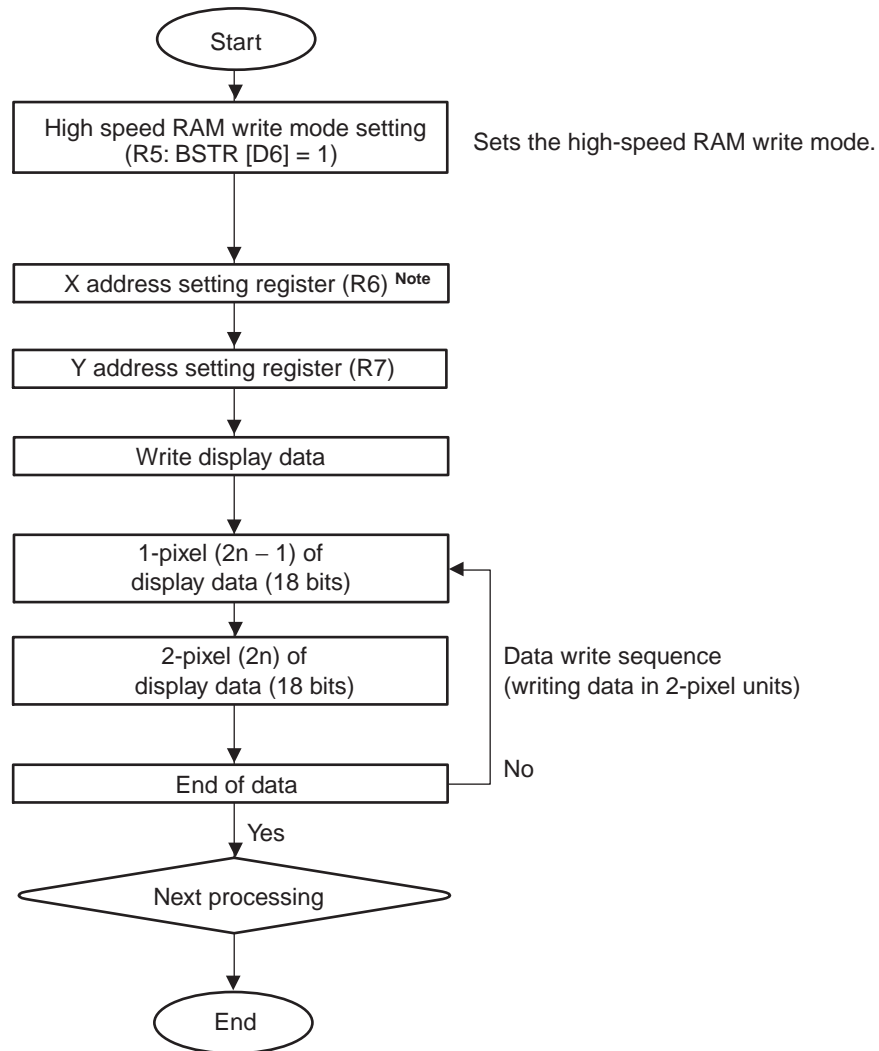 Start
High speed RAM write mode setting
(R5: BSTR [D6] = 1)
Sets the high-speed RAM write mode.
X address setting register (R6) Note
Y address setting register (R7)
Write display data
1-pixel (2n − 1) of
display data (18 bits)
2-pixel (2n) of
display data (18 bits)
Data write sequence
(writing data in 2-pixel units)
No
End of data
Yes
Next processing
End